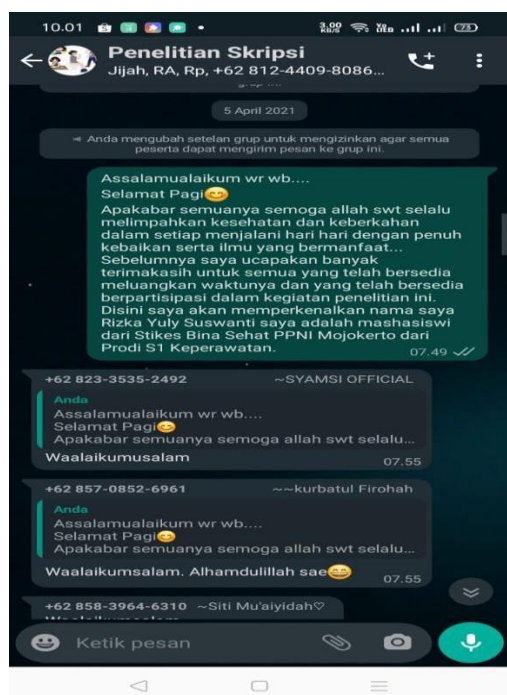 10.01
3.00 KB/S
73
Penelitian Skripsi
Jijah, RA, Rp, +62 812-4409-8086...
grup ini.
5 April 2021
Anda mengubah setelan grup untuk mengizinkan agar semua
peserta dapat mengirim pesan ke grup ini.
Assalamualaikum wr wb....
Selamat Pagi😊
Apakabar semuanya semoga allah swt selalu
melimpahkan kesehatan dan keberkahan
dalam setiap menjalani hari hari dengan penuh
kebaikan serta ilmu yang bermanfaat...
Sebelumnya saya ucapakan banyak
terimakasih untuk semua yang telah bersedia
meluangkan waktunya dan yang telah bersedia
berpartisipasi dalam kegiatan penelitian ini.
Disini saya akan memperkenalkan nama saya
Rizka Yuly Suswanti saya adalah mashasiswi
dari Stikes Bina Sehat PPNI Mojokerto dari
Prodi S1 Keperawatan.
07.49
+62 823-3535-2492 ~SYAMSI OFFICIAL
Anda
Assalamualaikum wr wb....
Selamat Pagi😊
Apakabar semuanya semoga allah swt selalu...
Waalaikumusalam
07.55
+62 857-0852-6961 ~~kurbatul Firohah
Anda
Assalamualaikum wr wb....
Selamat Pagi😊
Apakabar semuanya semoga allah swt selalu...
Waalaikumsalam. Alhamdulillah sae😄
07.55
+62 858-3964-6310 ~Siti Mu'aiyidah♡
Ketik pesan